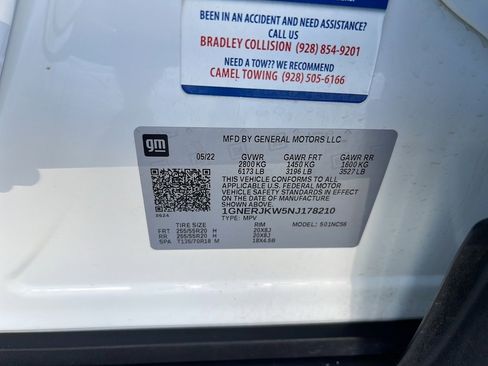 BEEN IN AN ACCIDENT AND NEED ASSISTANCE?
CALL US
BRADLEY COLLISION (928) 854-9201
NEED A TOW?? WE RECOMMEND
CAMEL TOWING (928) 505-6166
gm
MFD BY GENERAL MOTORS LLC
05/22 GVWR GAWR FRT GAWR RR
2800 KG 1450 KG 1600 KG
6173 LB 3196 LB 3527 LB
THIS VEHICLE CONFORMS TO ALL
APPLICABLE U.S. FEDERAL MOTOR
VEHICLE SAFETY STANDARDS IN EFFECT
ON THE DATE OF MANUFACTURE
SHOWN ABOVE.
1GNERJKW5NJ178210
TYPE: MPV MODEL: 501NC56
TIRE SIZE RIM
FRT 255/55R20 H 20X8J
RR 255/55R20 H 20X8J
SPA T135/70R18 M 18X4.5B